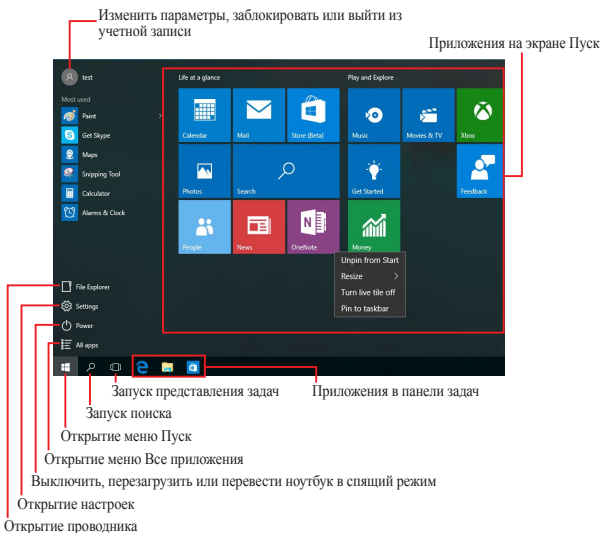 Изменить параметры, заблокировать или выйти из
учетной записи
Приложения на экране Пуск
test
Most used
Paint
Get Skype
Maps
Snipping Tool
Calculator
Alarms & Clock
File Explorer
Settings
Power
All apps
Life at a glance
Play and Explore
Calendar
Mail
Store (Beta)
Music
Movies & TV
Xbox
Photos
Search
Get Started
Feedback
People
News
OneNote
Money
Unpin from Start
Resize
Turn live tile off
Pin to taskbar
Запуск представления задач
Приложения в панели задач
Запуск поиска
Открытие меню Пуск
Открытие меню Все приложения
Выключить, перезагрузить или перевести ноутбук в спящий режим
Открытие настроек
Открытие проводника